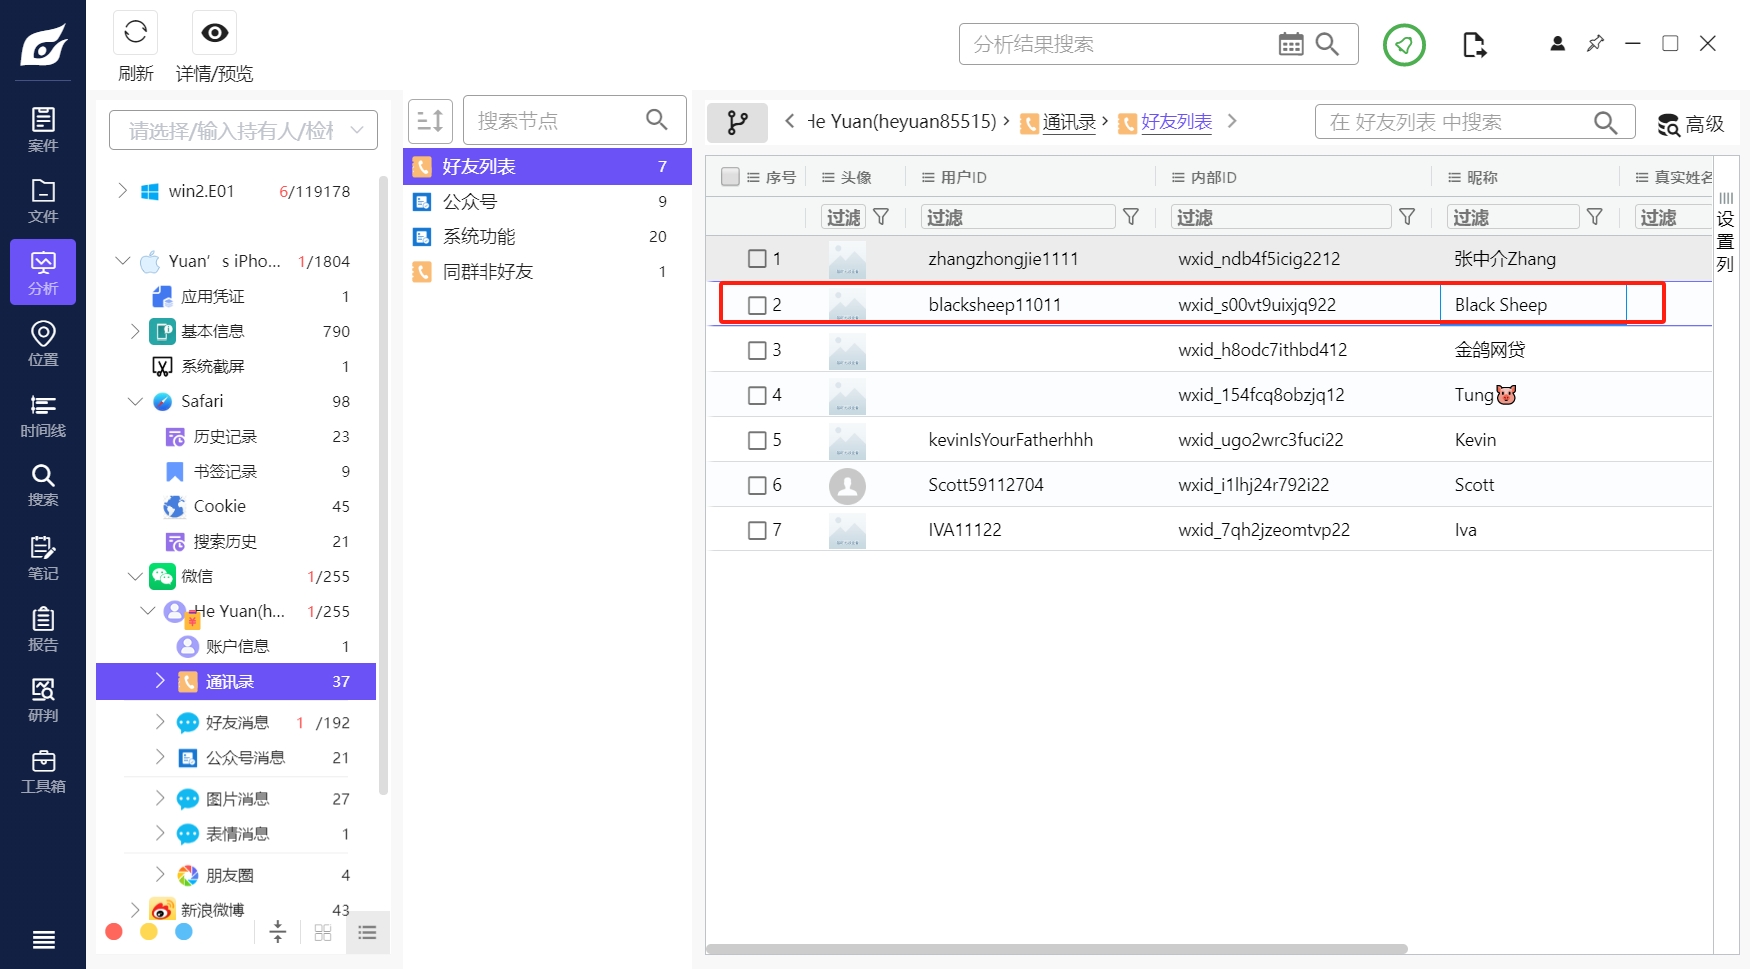 刷新
详情/预览
分析结果搜索
案件
文件
分析
位置
时间线
搜索
笔记
报告
研判
工具箱
请选择/输入持有人/检材
win2.E01 6/119178
Yuan's iPho... 1/1804
应用凭证 1
基本信息 790
系统截屏 1
Safari 98
历史记录 23
书签记录 9
Cookie 45
搜索历史 21
微信 1/255
He Yuan(h... 1/255
账户信息 1
通讯录 37
好友消息 1 /192
公众号消息 21
图片消息 27
表情消息 1
朋友圈 4
新浪微博 43
搜索节点
好友列表 7
公众号 9
系统功能 20
同群非好友 1
He Yuan(heyuan85515) > 通讯录 > 好友列表 >
在 好友列表 中搜索
高级
序号 头像 用户ID 内部ID 昵称 真实姓名
过滤 过滤 过滤 过滤 过滤
1 zhangzhongjie1111 wxid_ndb4f5icig2212 张中介Zhang
2 blacksheep11011 wxid_s00vt9uixjq922 Black Sheep
3 wxid_h8odc7ithbd412 金鸽网贷
4 wxid_154fcq8obzjq12 Tung🐷
5 kevinIsYourFatherhhh wxid_ugo2wrc3fuci22 Kevin
6 Scott59112704 wxid_i1lhj24r792i22 Scott
7 IVA11122 wxid_7qh2jzeomtvp22 Iva
设置列